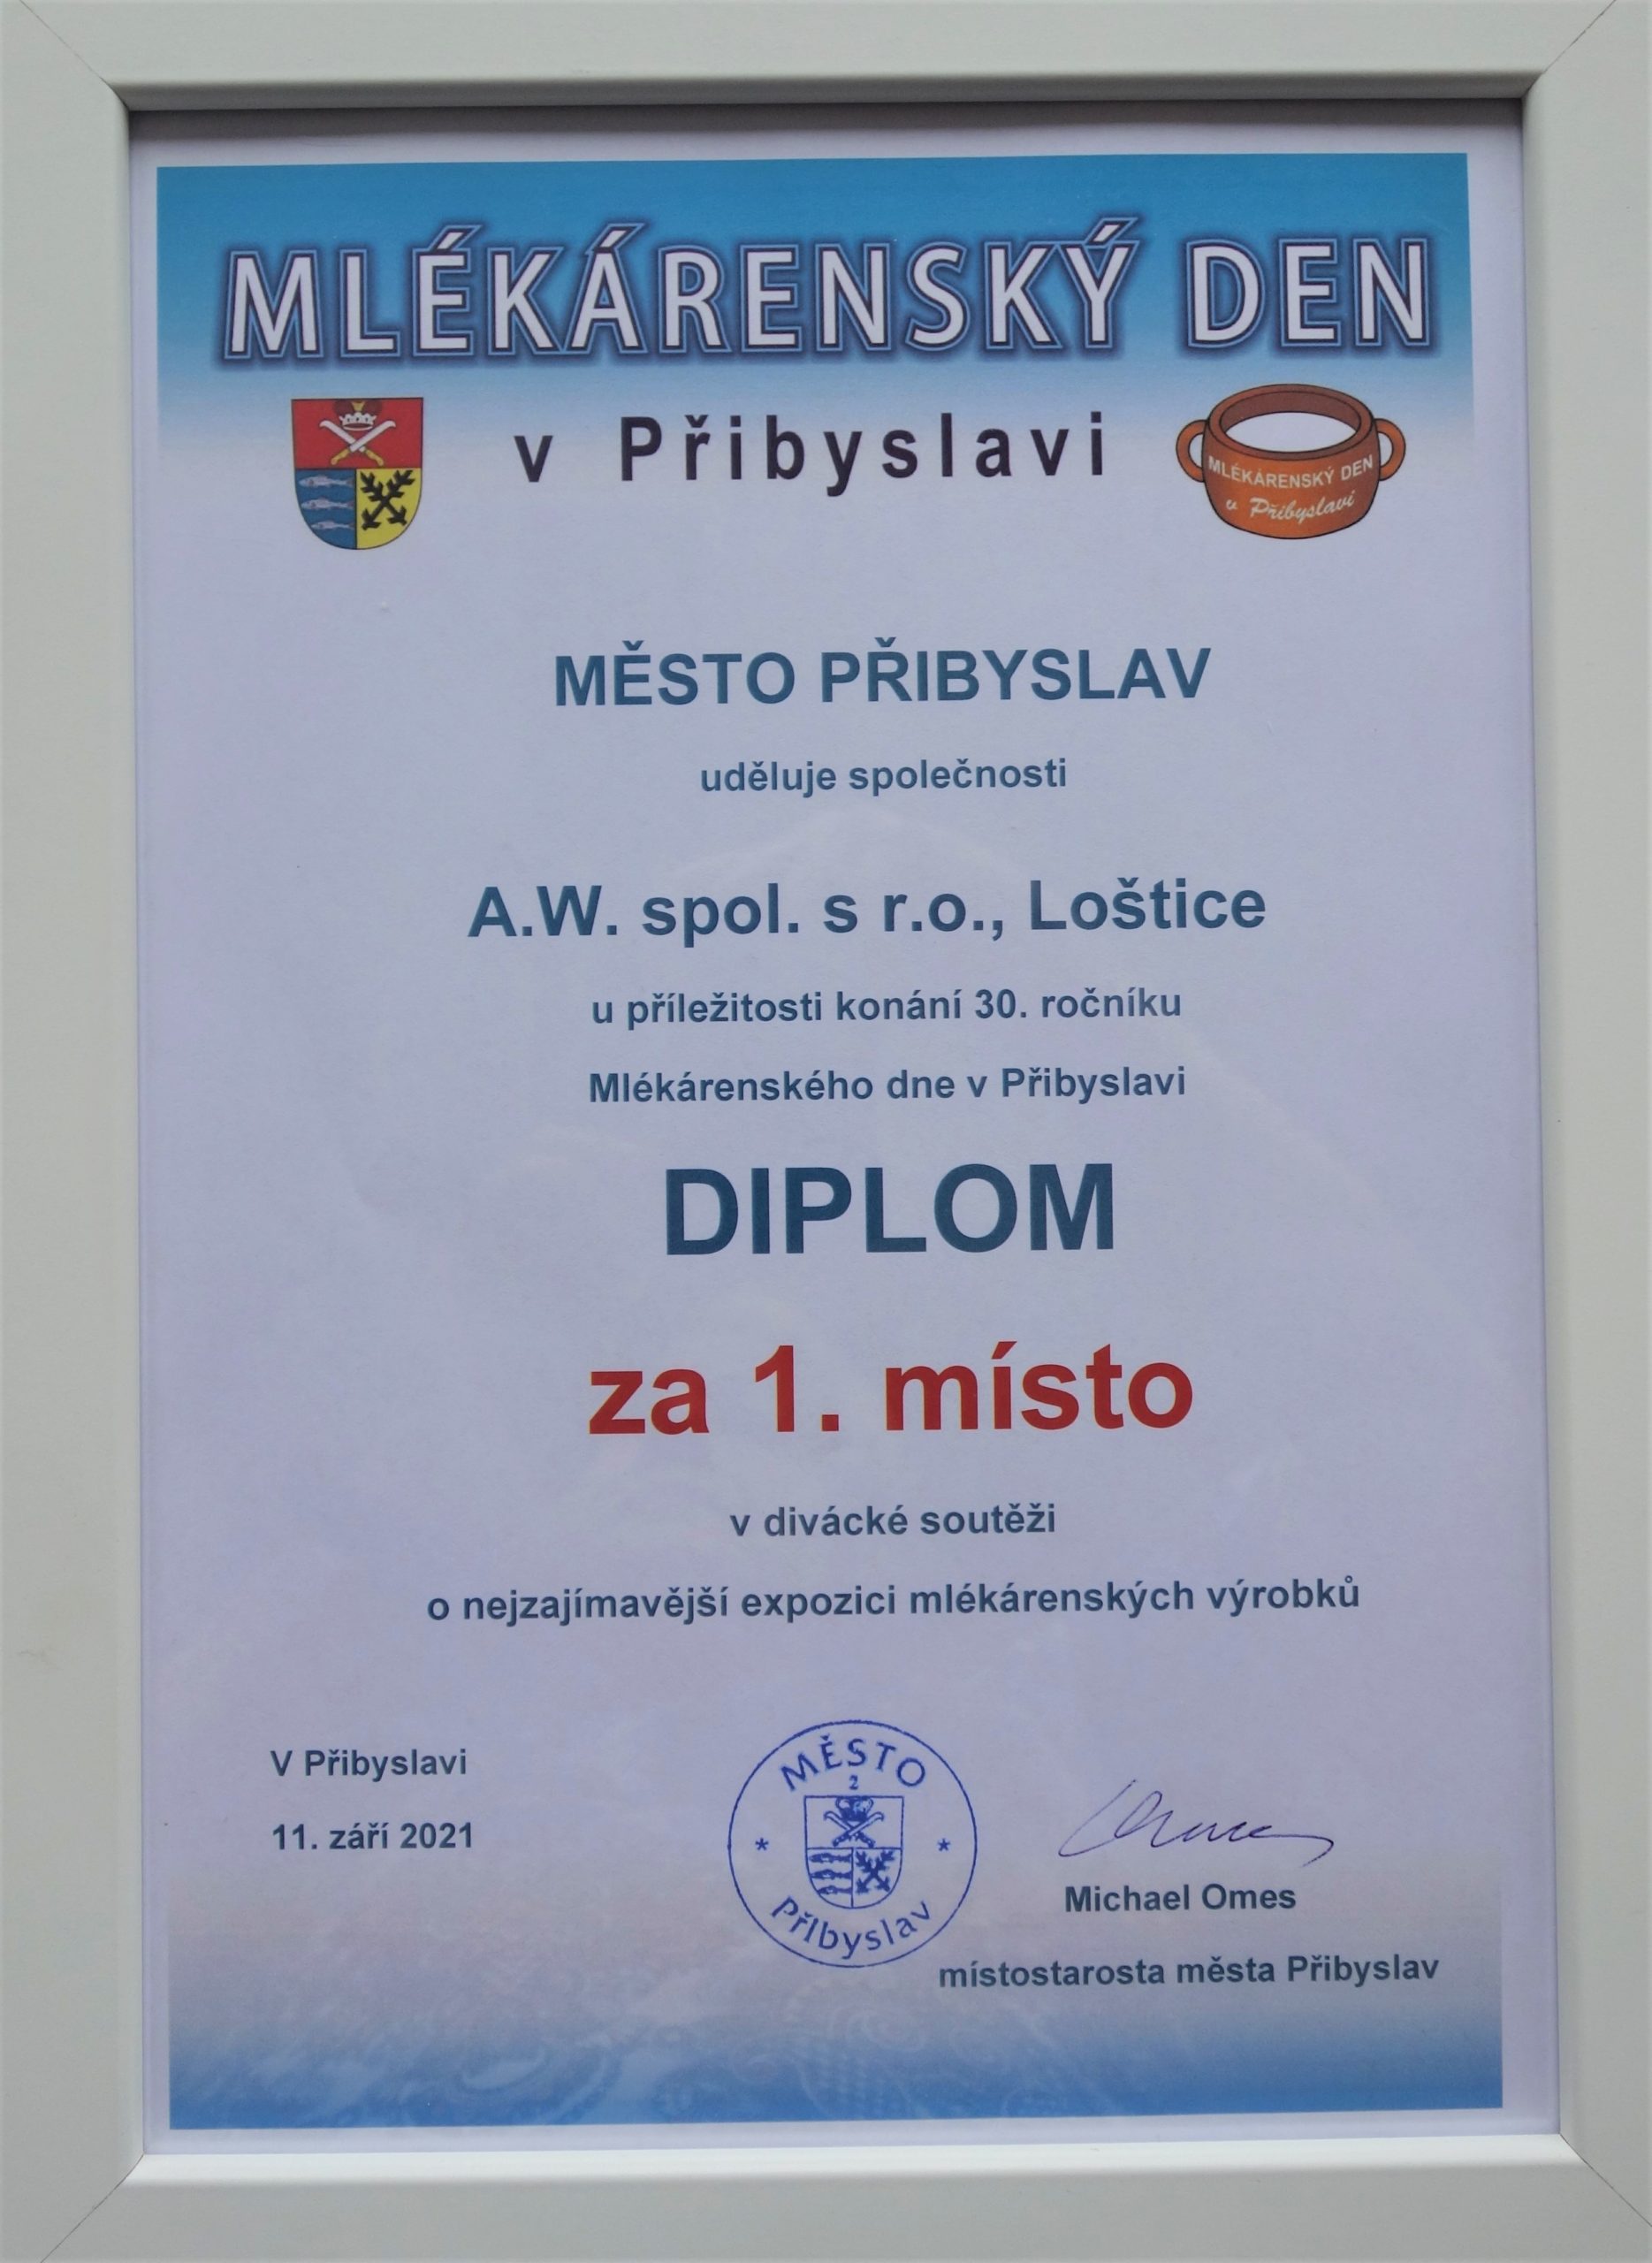 MLÉKÁRENSKÝ DEN
v Přibyslavi
MLÉKÁRENSKÝ DEN
v Přibyslavi
MĚSTO PŘIBYSLAV
uděluje společnosti
A.W. spol. s r.o., Loštice
u příležitosti konání 30. ročníku
Mlékárenského dne v Přibyslavi
DIPLOM
za 1. místo
v divácké soutěži
o nejzajímavější expozici mlékárenských výrobků
V Přibyslavi
11. září 2021
MĚSTO
2
* *
Přibyslav
Michael Omes
místostarosta města Přibyslav